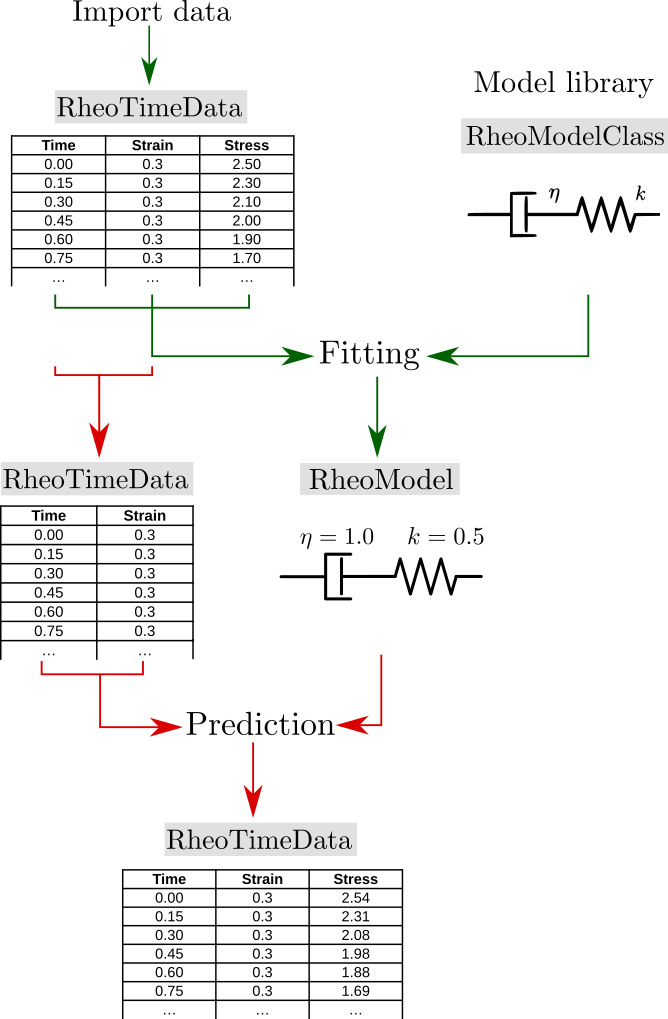 Import data
RheoTimeData
Time Strain Stress
0.00 0.3 2.50
0.15 0.3 2.30
0.30 0.3 2.10
0.45 0.3 2.00
0.60 0.3 1.90
0.75 0.3 1.70
... ... ...
Model library
RheoModelClass
η k
Fitting
RheoTimeData
Time Strain
0.00 0.3
0.15 0.3
0.30 0.3
0.45 0.3
0.60 0.3
0.75 0.3
... ...
RheoModel
η = 1.0 k = 0.5
Prediction
RheoTimeData
Time Strain Stress
0.00 0.3 2.54
0.15 0.3 2.31
0.30 0.3 2.08
0.45 0.3 1.98
0.60 0.3 1.88
0.75 0.3 1.69
... ... ...